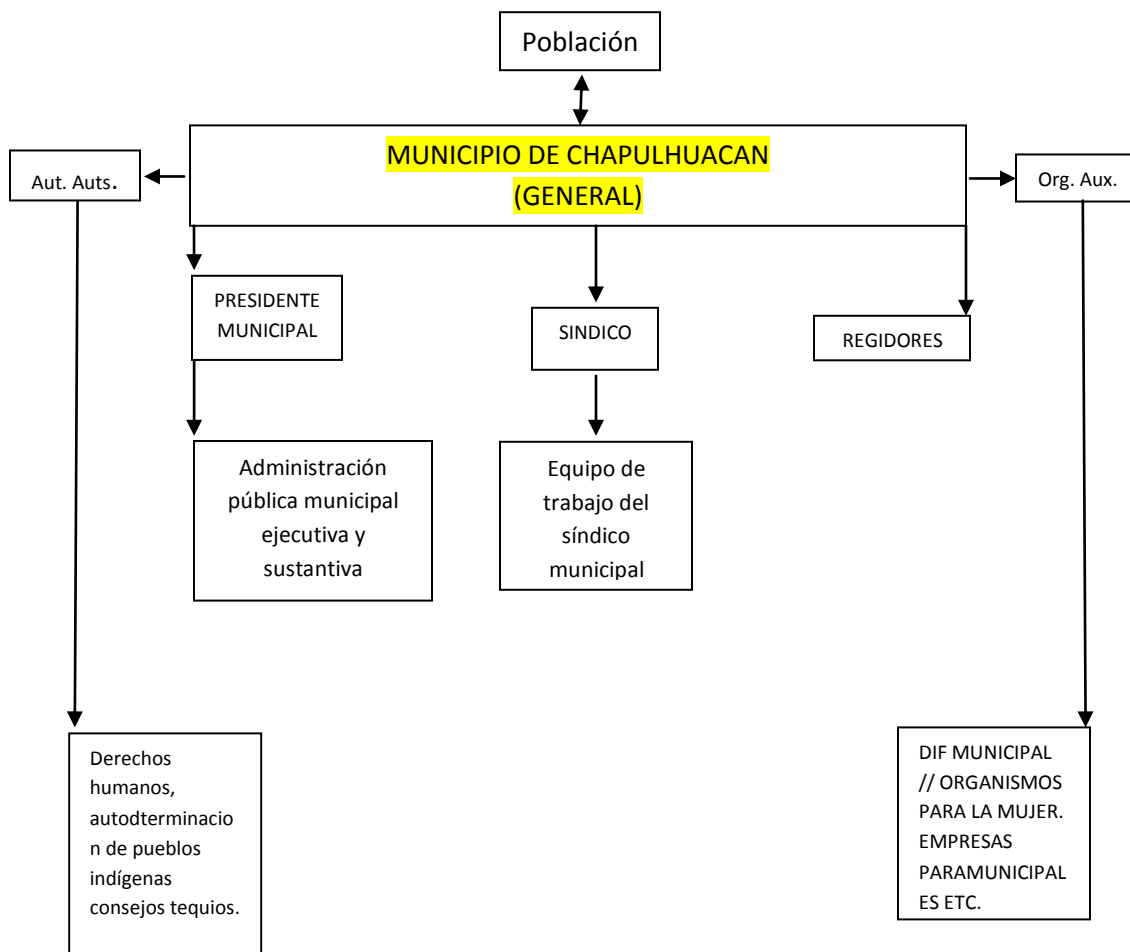 Población
MUNICIPIO DE CHAPULHUACAN
(GENERAL)
Aut. Auts.
Org. Aux.
PRESIDENTE
MUNICIPAL
SINDICO
REGIDORES
Administración
pública municipal
ejecutiva y
sustantiva
Equipo de
trabajo del
síndico
municipal
Derechos
humanos,
autodterminacio
n de pueblos
indígenas
consejos tequios.
DIF MUNICIPAL
// ORGANISMOS
PARA LA MUJER.
EMPRESAS
PARAMUNICIPAL
ES ETC.